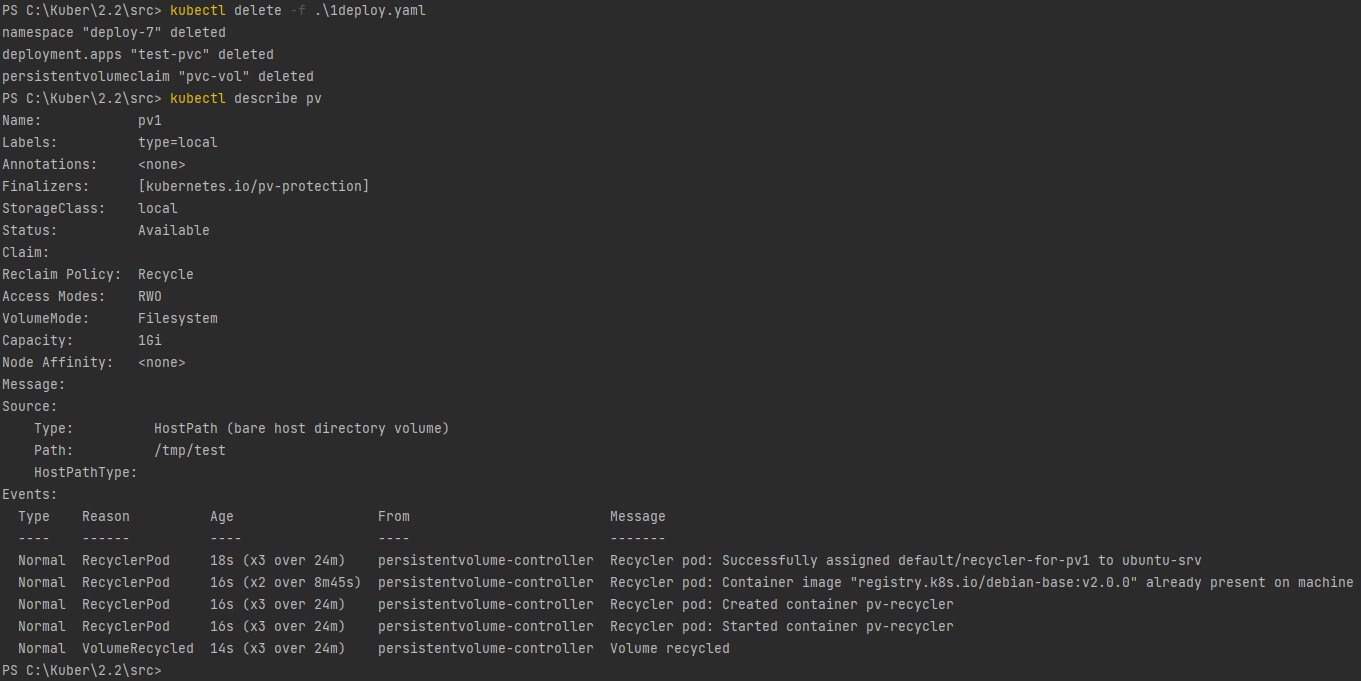 PS C:\Kuber\2.2\src> kubectl delete -f .\1deploy.yaml
namespace "deploy-7" deleted
deployment.apps "test-pvc" deleted
persistentvolumeclaim "pvc-vol" deleted
PS C:\Kuber\2.2\src> kubectl describe pv
Name:            pv1
Labels:          type=local
Annotations:     <none>
Finalizers:      [kubernetes.io/pv-protection]
StorageClass:    local
Status:          Available
Claim:
Reclaim Policy:  Recycle
Access Modes:    RWO
VolumeMode:      Filesystem
Capacity:        1Gi
Node Affinity:   <none>
Message:
Source:
    Type:          HostPath (bare host directory volume)
    Path:          /tmp/test
    HostPathType:
Events:
  Type    Reason          Age                  From                         Message
  ----    ------          ----                 ----                         -------
  Normal  RecyclerPod     18s (x3 over 24m)    persistentvolume-controller  Recycler pod: Successfully assigned default/recycler-for-pv1 to ubuntu-srv
  Normal  RecyclerPod     16s (x2 over 8m45s)  persistentvolume-controller  Recycler pod: Container image "registry.k8s.io/debian-base:v2.0.0" already present on machine
  Normal  RecyclerPod     16s (x3 over 24m)    persistentvolume-controller  Recycler pod: Created container pv-recycler
  Normal  RecyclerPod     16s (x3 over 24m)    persistentvolume-controller  Recycler pod: Started container pv-recycler
  Normal  VolumeRecycled  14s (x3 over 24m)    persistentvolume-controller  Volume recycled
PS C:\Kuber\2.2\src>